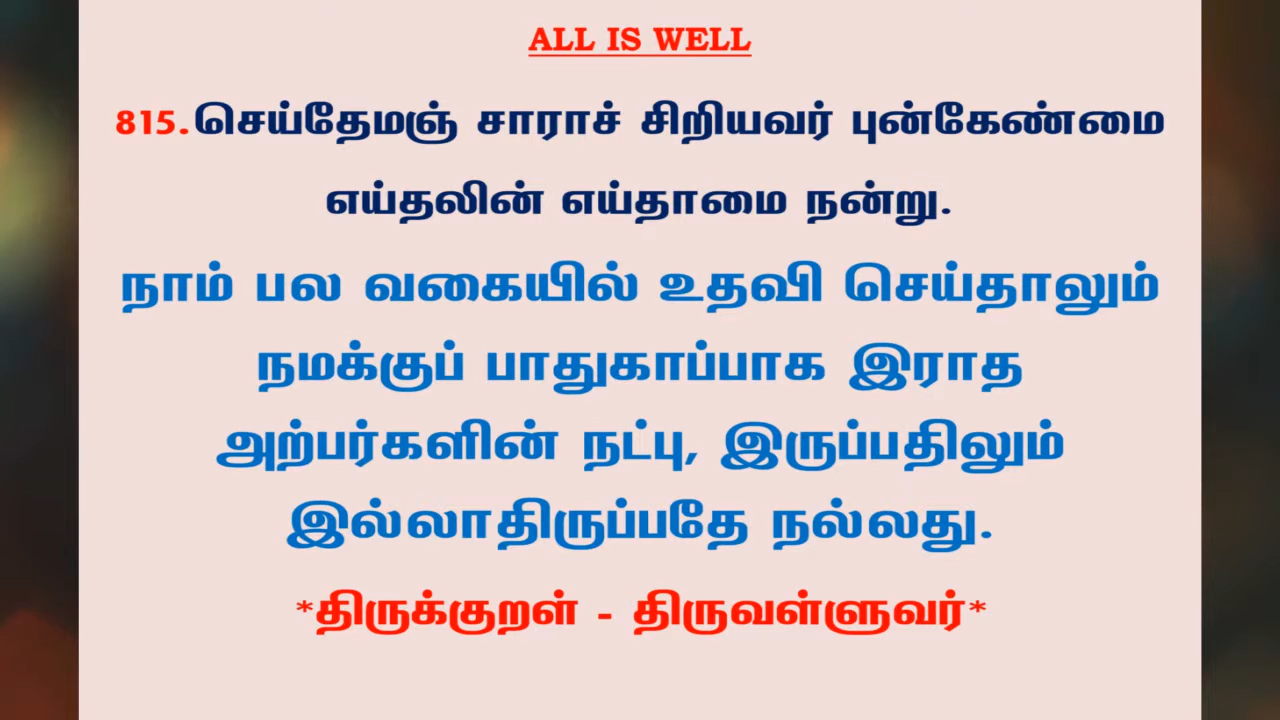 ALL IS WELL
815.செய்தேமஞ் சாராச் சிறியவர் புன்கேண்மை
எய்தலின் எய்தாமை நன்று.
நாம் பல வகையில் உதவி செய்தாலும்
நமக்குப் பாதுகாப்பாக இராத
அற்பர்களின் நட்பு, இருப்பதிலும்
இல்லாதிருப்பதே நல்லது.
*திருக்குறள் - திருவள்ளுவர்*